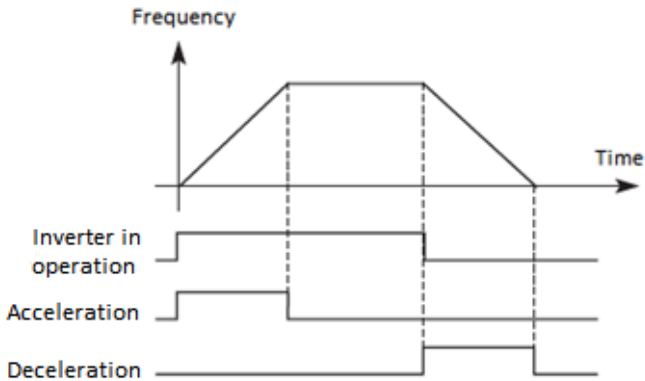 Frequency
Time
Inverter in
operation
Acceleration
Deceleration